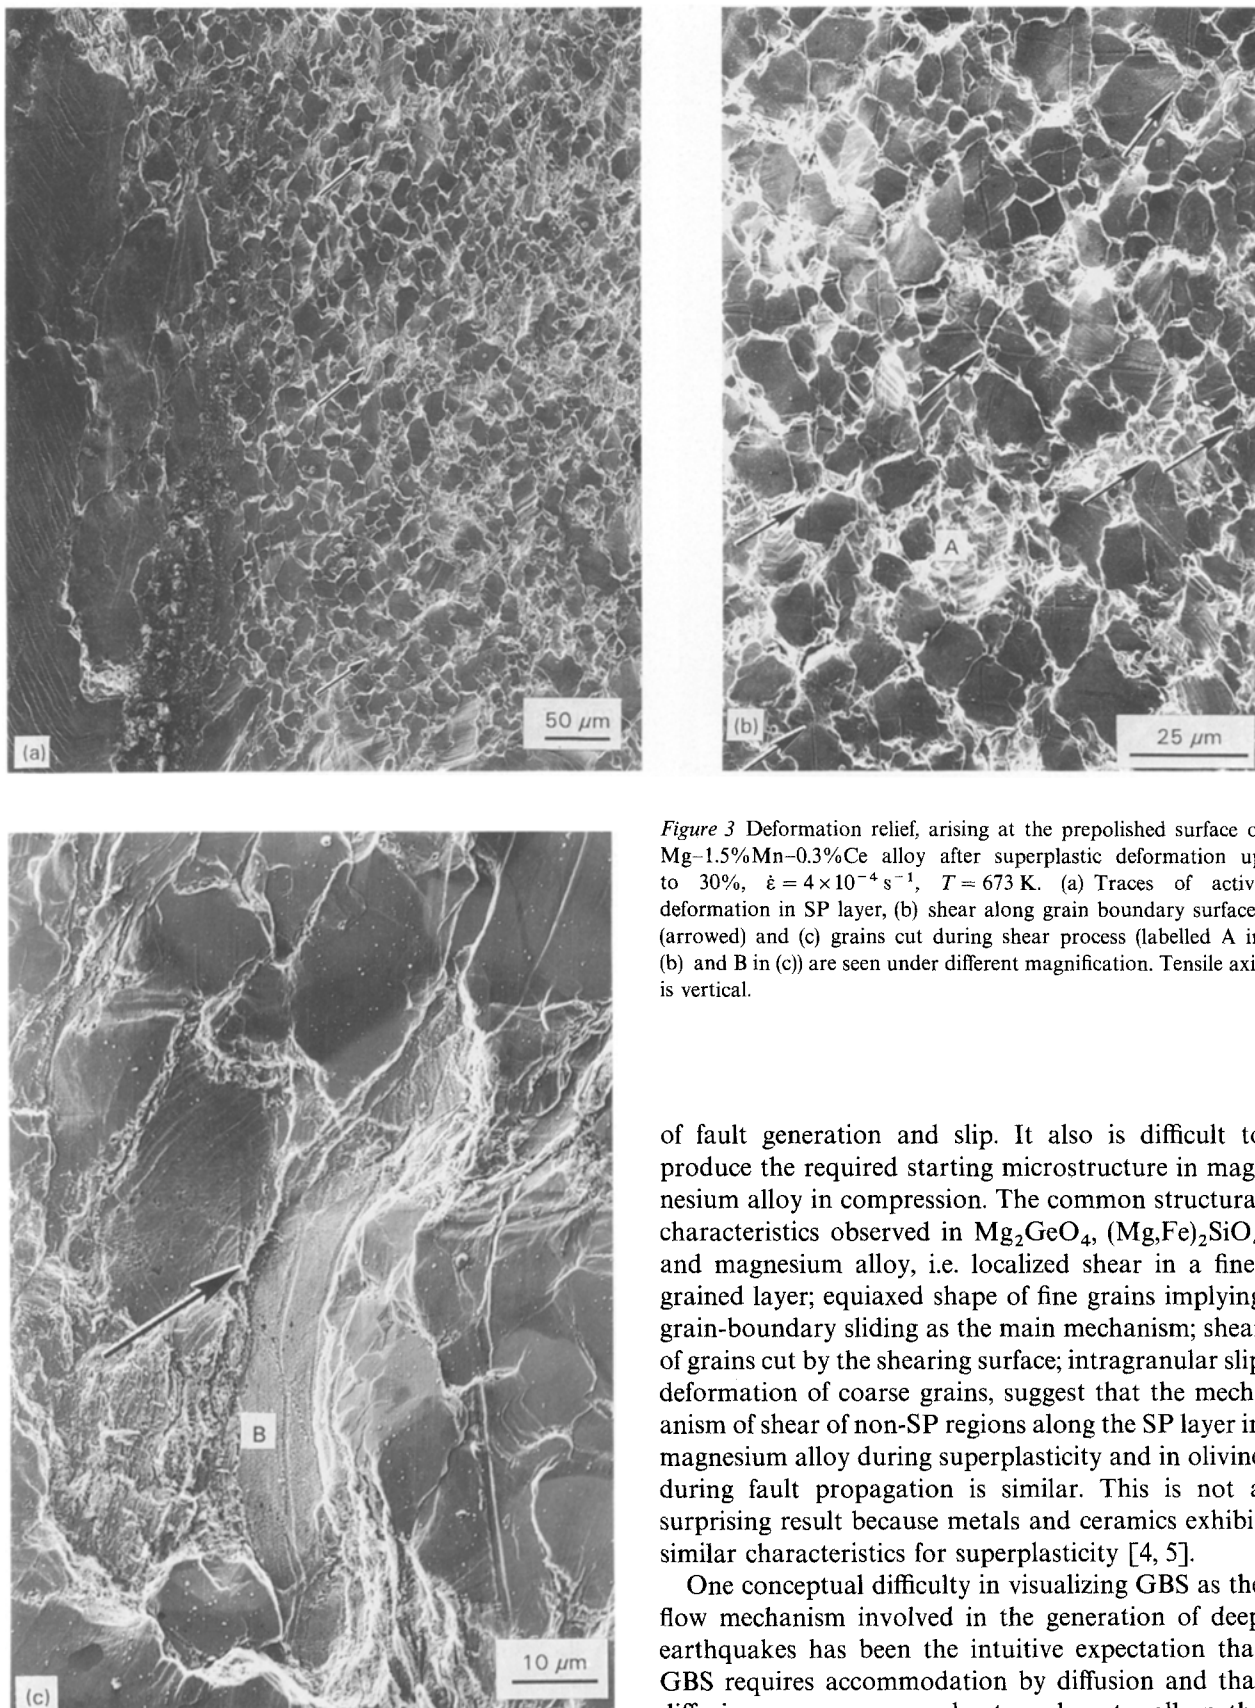 50 μm
(a)
A
(b)
25 μm
Figure 3 Deformation relief, arising at the prepolished surface
Mg–1.5%Mn–0.3%Ce alloy after superplastic deformation
to 30%, ε̇ = 4 × 10⁻⁴ s⁻¹, T = 673 K. (a) Traces of activ
deformation in SP layer, (b) shear along grain boundary surface
(arrowed) and (c) grains cut during shear process (labelled A
(b) and B in (c)) are seen under different magnification. Tensile axi
is vertical.
B
10 μm
(c)
of fault generation and slip. It also is difficult
produce the required starting microstructure in mag
nesium alloy in compression. The common structura
characteristics observed in Mg₂GeO₄, (Mg,Fe)₂SiO
and magnesium alloy, i.e. localized shear in a fine
grained layer; equiaxed shape of fine grains implying
grain-boundary sliding as the main mechanism; shea
of grains cut by the shearing surface; intragranular slip
deformation of coarse grains, suggest that the mech
anism of shear of non-SP regions along the SP layer in
magnesium alloy during superplasticity and in olivine
during fault propagation is similar. This is not a
surprising result because metals and ceramics exhibi
similar characteristics for superplasticity [4, 5].
One conceptual difficulty in visualizing GBS as the
flow mechanism involved in the generation of deep
earthquakes has been the intuitive expectation tha
GBS requires accommodation by diffusion and tha